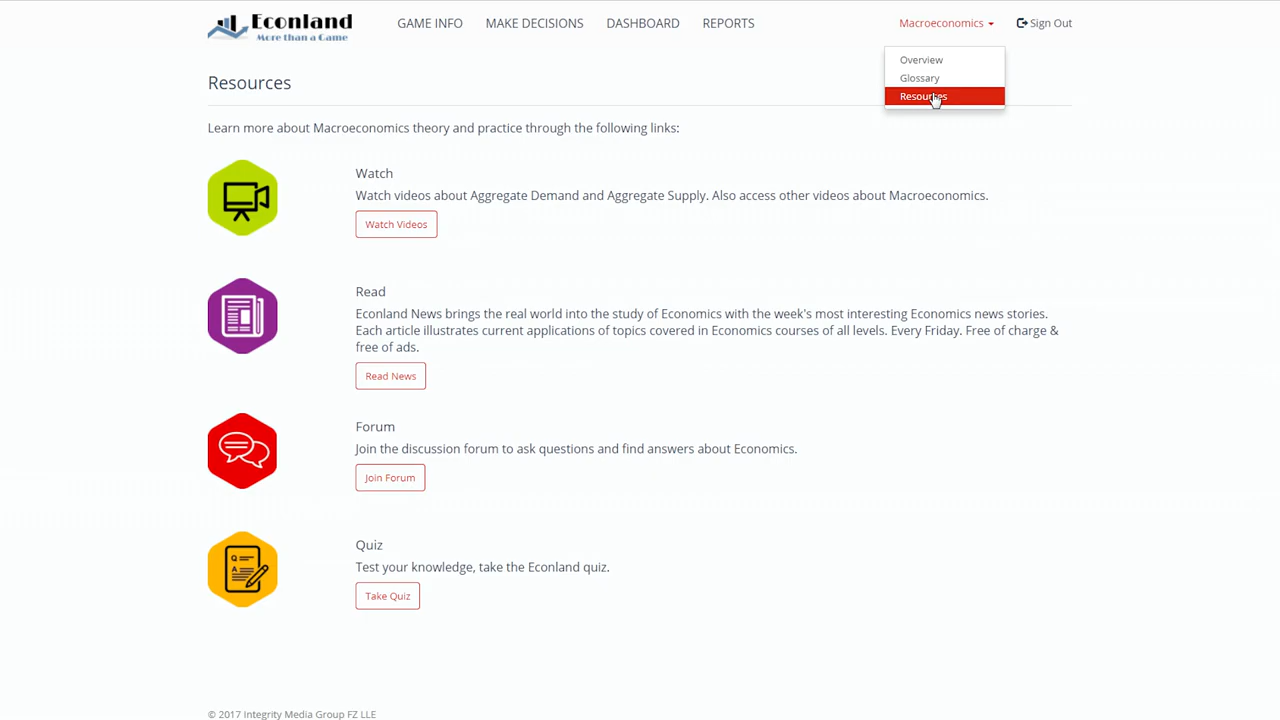 Econland
More than a Game
GAME INFO MAKE DECISIONS DASHBOARD REPORTS Macroeconomics Sign Out
Overview
Glossary
Resources
Resources
Learn more about Macroeconomics theory and practice through the following links:
Watch
Watch videos about Aggregate Demand and Aggregate Supply. Also access other videos about Macroeconomics.
Watch Videos
Read
Econland News brings the real world into the study of Economics with the week's most interesting Economics news stories.
Each article illustrates current applications of topics covered in Economics courses of all levels. Every Friday. Free of charge &
free of ads.
Read News
Forum
Join the discussion forum to ask questions and find answers about Economics.
Join Forum
Q
A
Quiz
Test your knowledge, take the Econland quiz.
Take Quiz
© 2017 Integrity Media Group FZ LLE